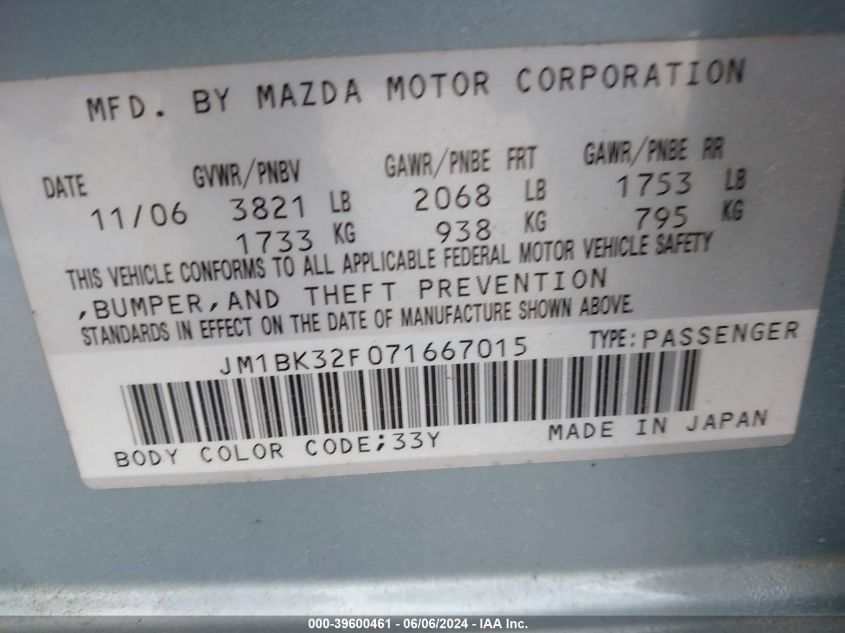 MFD. BY MAZDA MOTOR CORPORATION
DATE GVWR/PNBV GAWR/PNBE FRT GAWR/PNBE RR
11/06 3821 LB 2068 LB 1753 LB
1733 KG 938 KG 795 KG
THIS VEHICLE CONFORMS TO ALL APPLICABLE FEDERAL MOTOR VEHICLE SAFETY
,BUMPER,AND THEFT PREVENTION
STANDARDS IN EFFECT ON THE DATE OF MANUFACTURE SHOWN ABOVE.
JM1BK32F071667015 TYPE:PASSENGER
BODY COLOR CODE;33Y MADE IN JAPAN
000-39600461 - 06/06/2024 - IAA Inc.